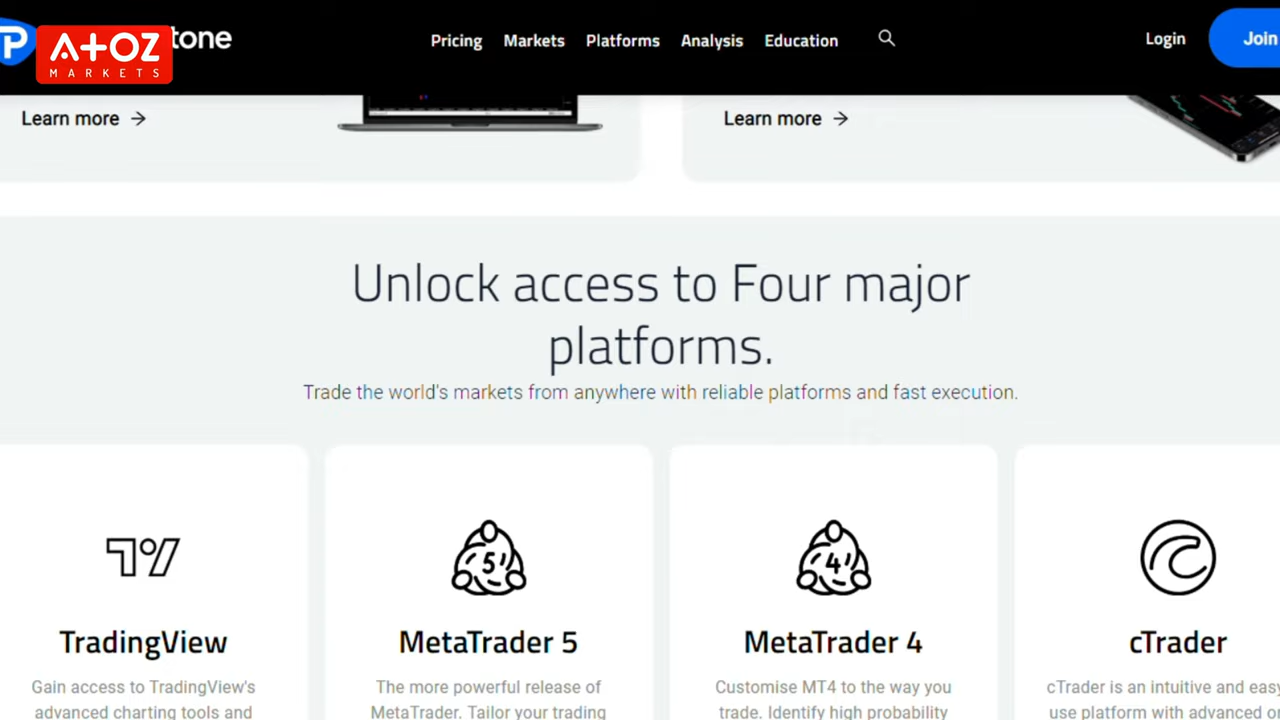 A+OZ
MARKETS
tone
Pricing Markets Platforms Analysis Education
Login
Join
Learn more →
Learn more →
Unlock access to Four major
platforms.
Trade the world's markets from anywhere with reliable platforms and fast execution.
TradingView
Gain access to TradingView's
advanced charting tools and
5
MetaTrader 5
The more powerful release of
MetaTrader. Tailor your trading
4
MetaTrader 4
Customise MT4 to the way you
trade. Identify high probability
cTrader
cTrader is an intuitive and easy
use platform with advanced